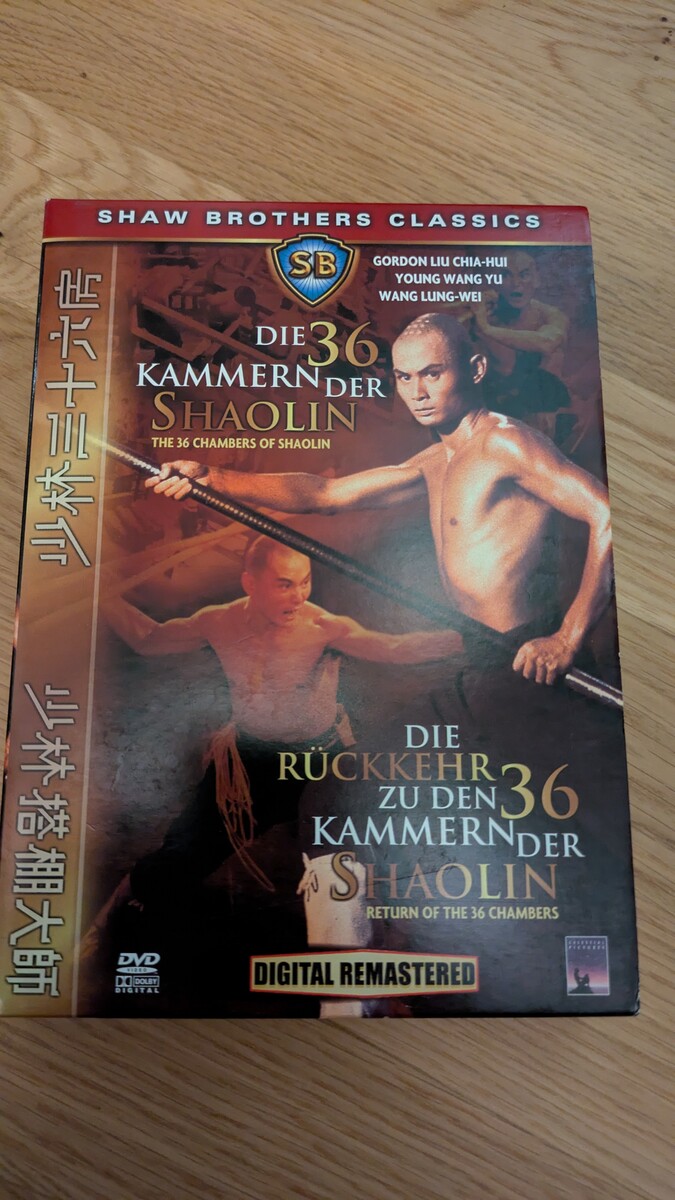 SHAW BROTHERS CLASSICS
SB
GORDON LIU CHIA-HUI
YOUNG WANG YU
WANG LUNG-WEI
DIE 36
KAMMERN DER
SHAOLIN
THE 36 CHAMBERS OF SHAOLIN
少林三十六房
少林搭棚大師
DIE
RÜCKKEHR
ZU DEN 36
KAMMERN DER
SHAOLIN
RETURN OF THE 36 CHAMBERS
DVD
VIDEO
DOLBY
DIGITAL
DIGITAL REMASTERED
CELESTIAL
PICTURES